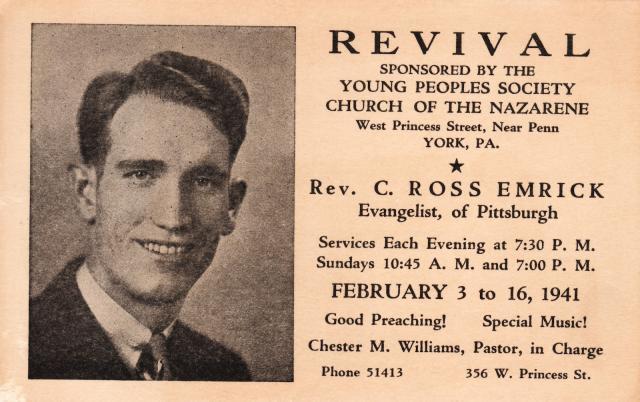 REVIVAL
SPONSORED BY THE
YOUNG PEOPLES SOCIETY
CHURCH OF THE NAZARENE
West Princess Street, Near Penn
YORK, PA.
★
Rev. C. ROSS EMRICK
Evangelist, of Pittsburgh
Services Each Evening at 7:30 P. M.
Sundays 10:45 A. M. and 7:00 P. M.
FEBRUARY 3 to 16, 1941
Good Preaching! Special Music!
Chester M. Williams, Pastor, in Charge
Phone 51413 356 W. Princess St.